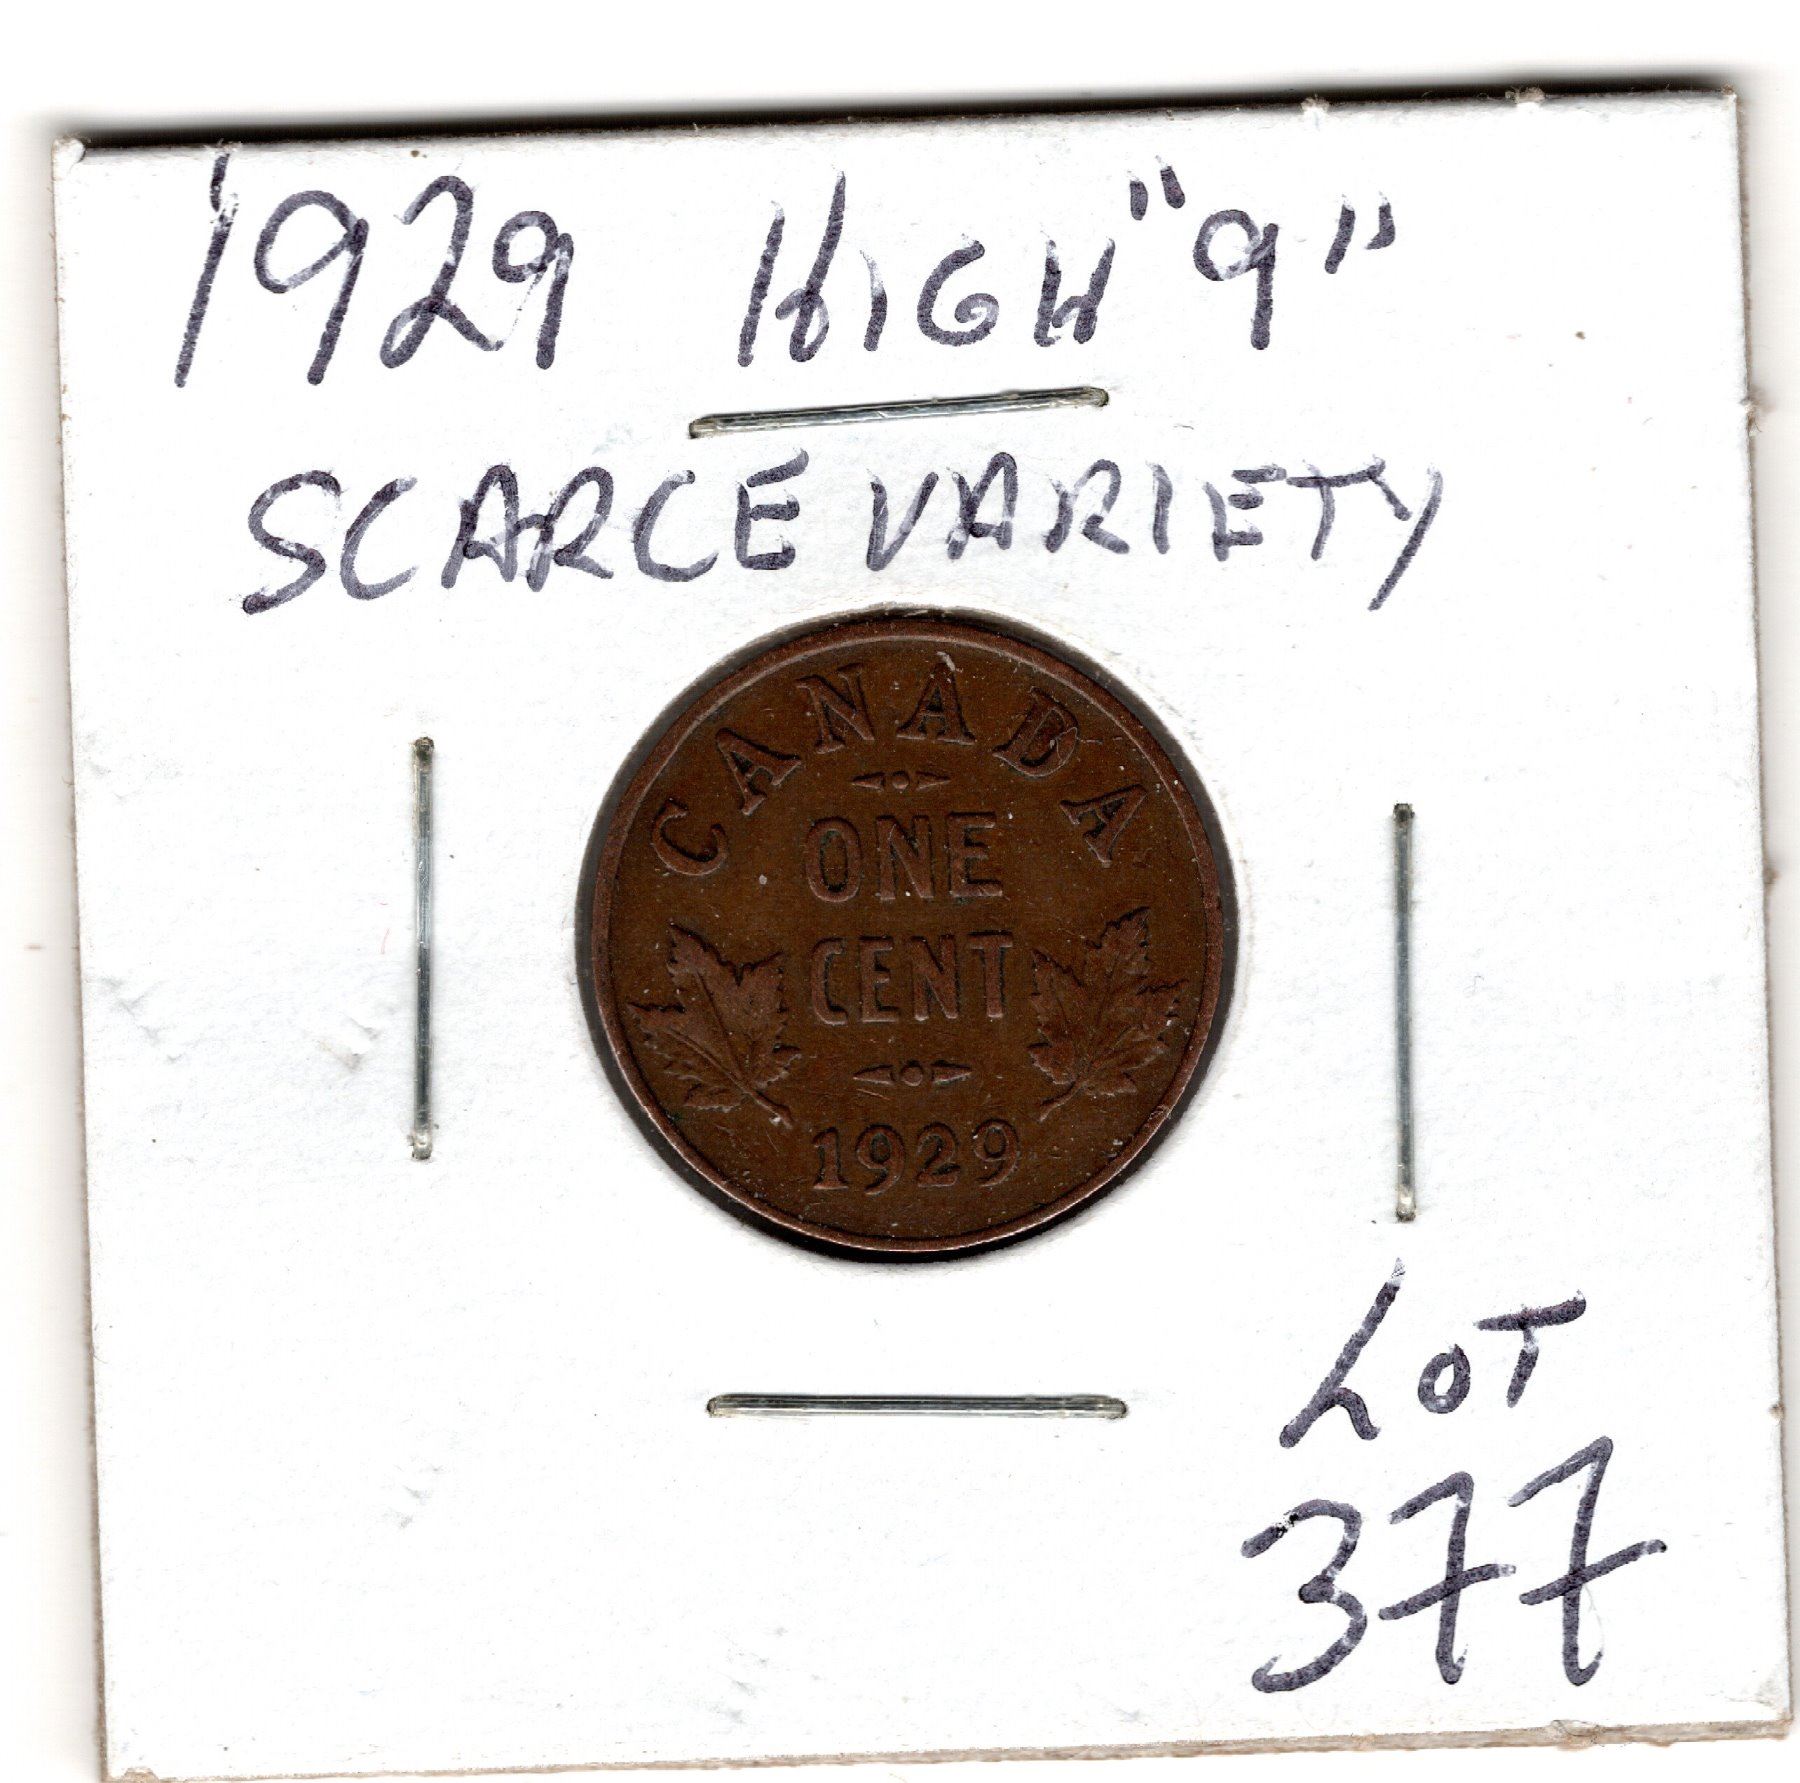 1929 HIGH "9"
SCARCE VARIETY
CANADA
ONE
CENT
1929
LOT
377